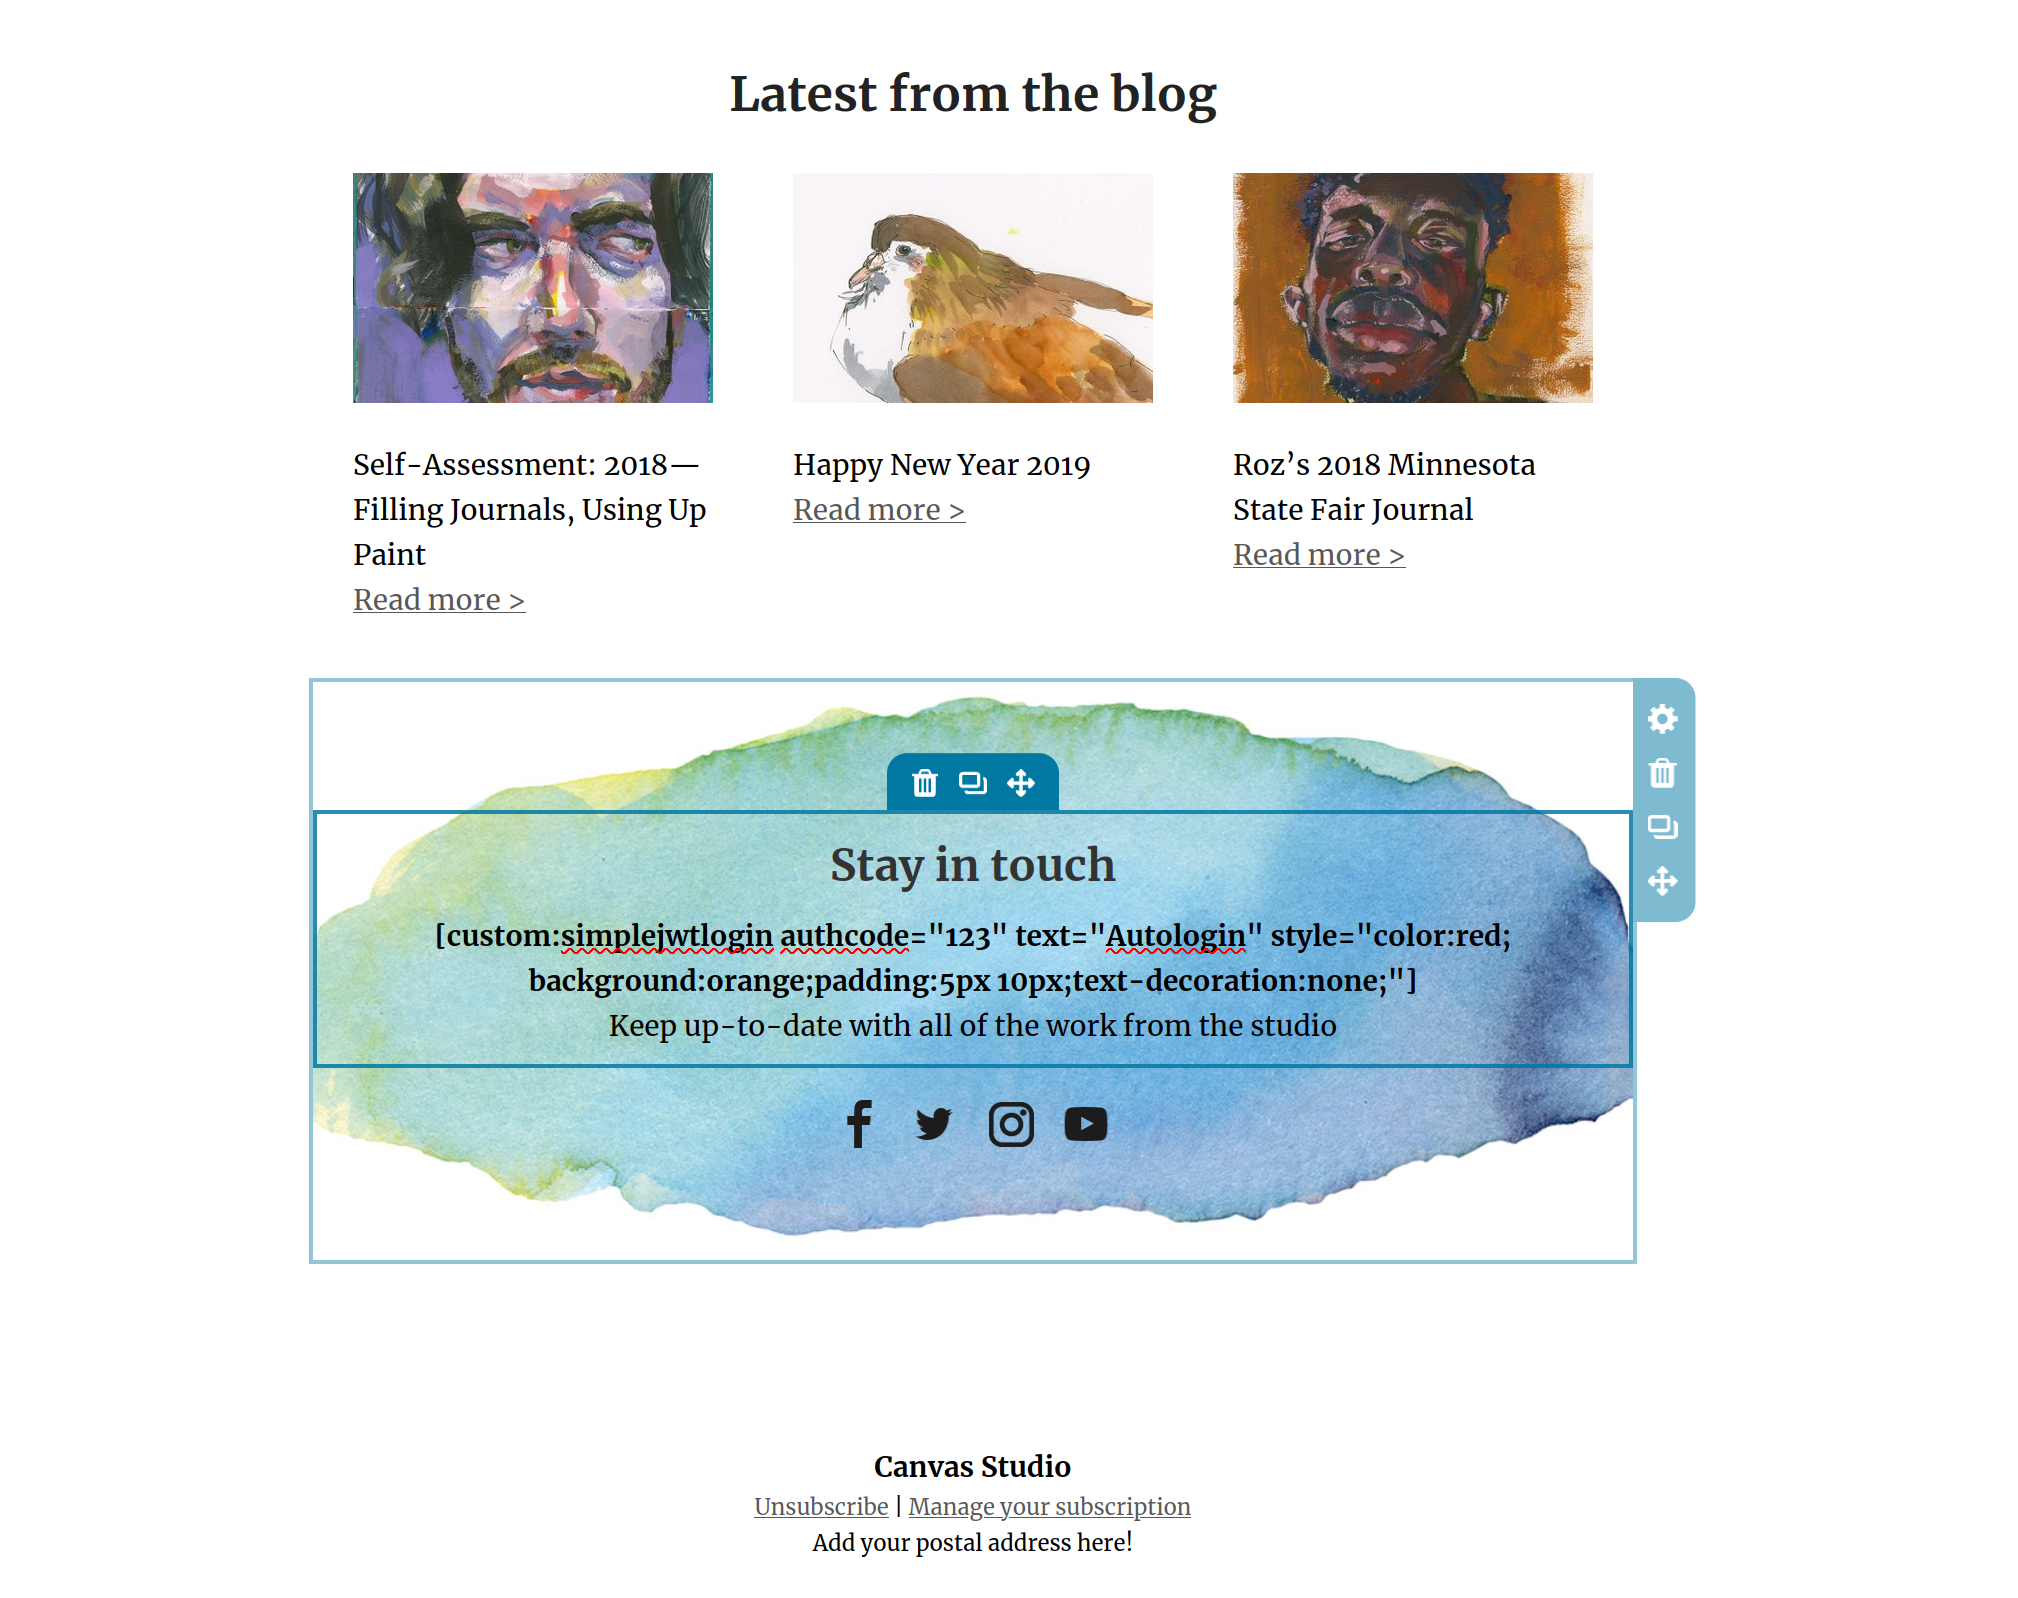 Latest from the blog
Self-Assessment: 2018—
Filling Journals, Using Up
Paint
Read more >
Happy New Year 2019
Read more >
Roz’s 2018 Minnesota
State Fair Journal
Read more >
Stay in touch
[custom:simplejwtlogin authcode="123" text="Autologin" style="color:red;
background:orange;padding:5px 10px;text-decoration:none;"]
Keep up-to-date with all of the work from the studio
Canvas Studio
Unsubscribe | Manage your subscription
Add your postal address here!